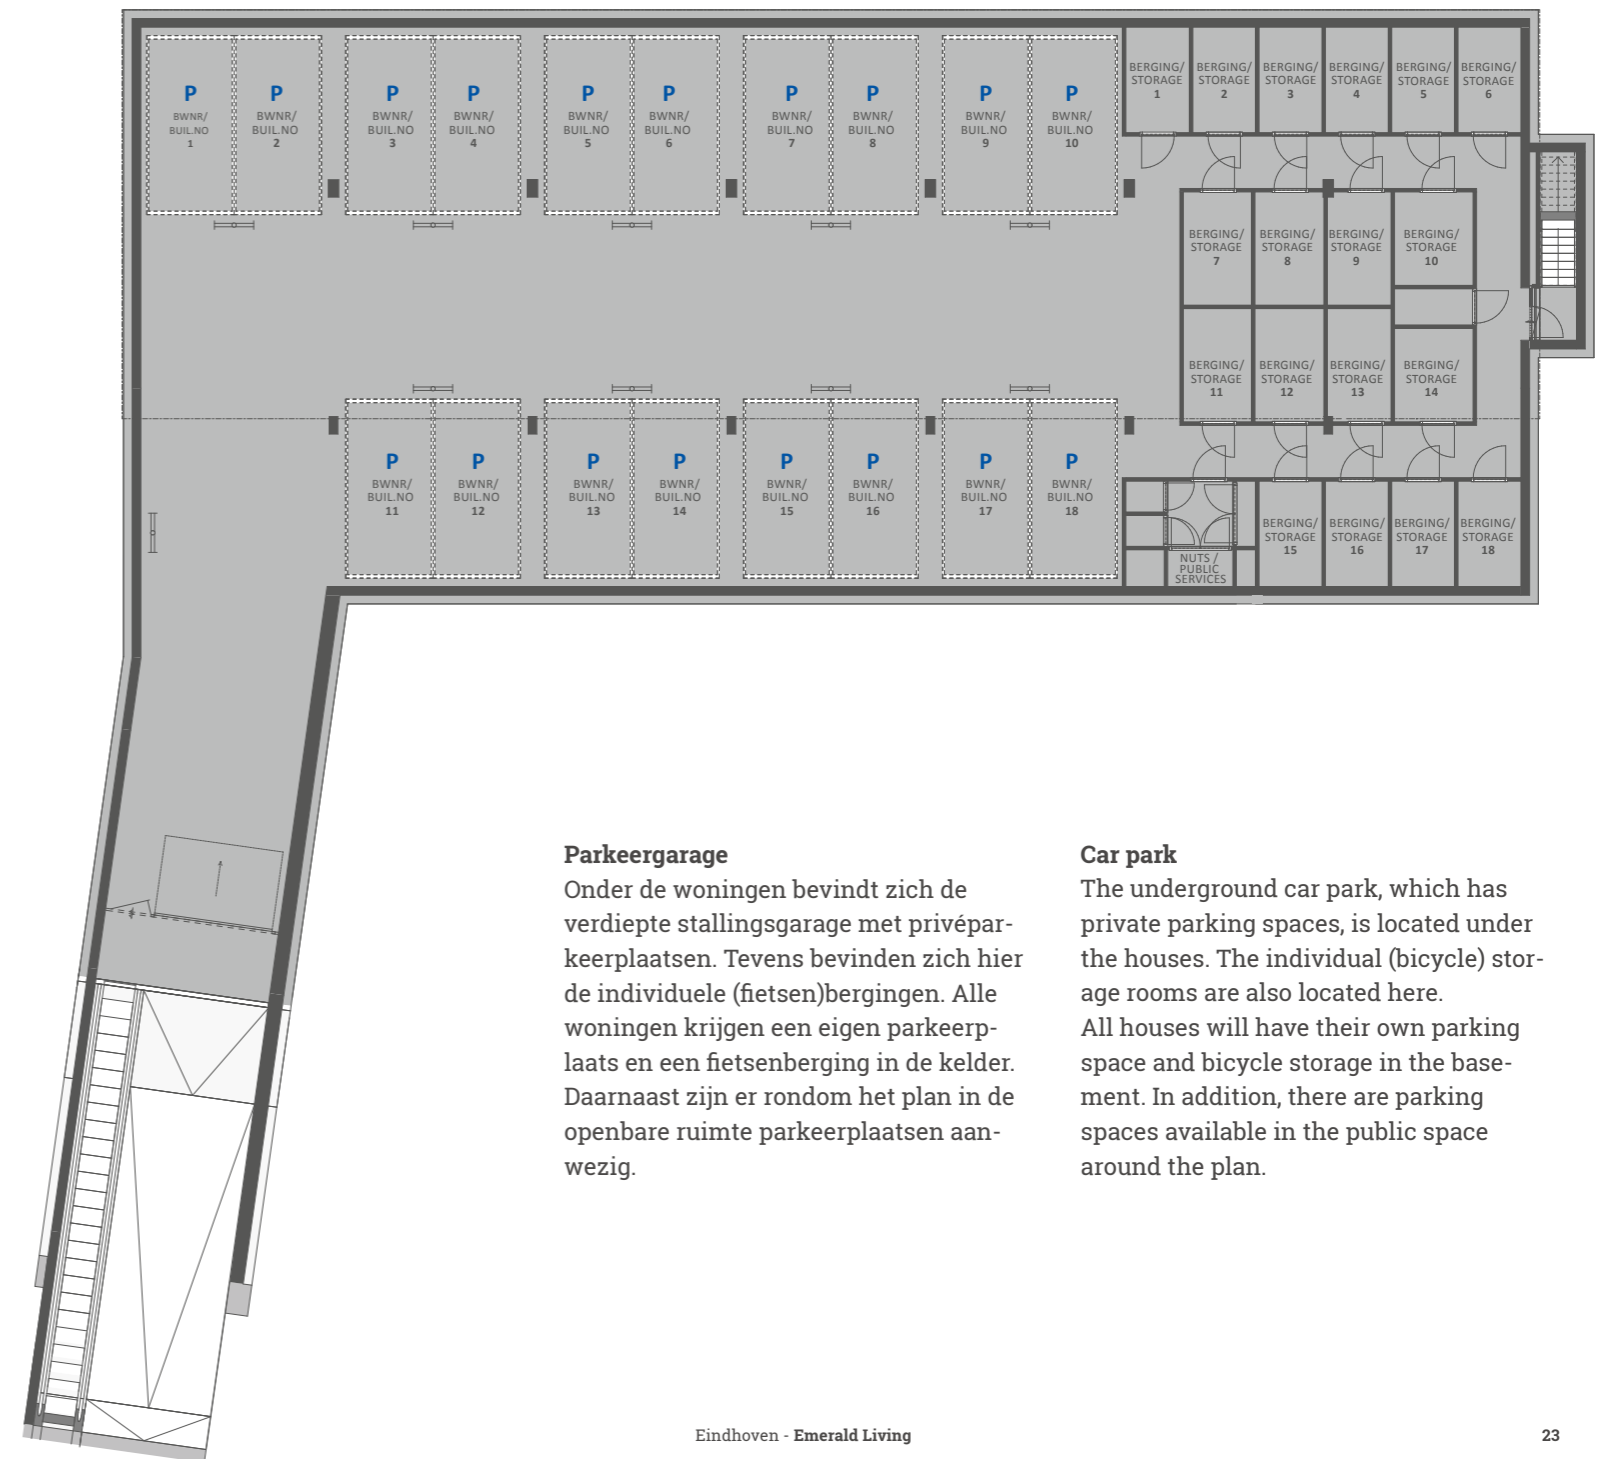 P
BWNR/
BUIL.NO
1
P
BWNR/
BUIL.NO
2
P
BWNR/
BUIL.NO
3
P
BWNR/
BUIL.NO
4
P
BWNR/
BUIL.NO
5
P
BWNR/
BUIL.NO
6
P
BWNR/
BUIL.NO
7
P
BWNR/
BUIL.NO
8
P
BWNR/
BUIL.NO
9
P
BWNR/
BUIL.NO
10
BERGING/
STORAGE
1
BERGING/
STORAGE
2
BERGING/
STORAGE
3
BERGING/
STORAGE
4
BERGING/
STORAGE
5
BERGING/
STORAGE
6
BERGING/
STORAGE
7
BERGING/
STORAGE
8
BERGING/
STORAGE
9
BERGING/
STORAGE
10
BERGING/
STORAGE
11
BERGING/
STORAGE
12
BERGING/
STORAGE
13
BERGING/
STORAGE
14
P
BWNR/
BUIL.NO
11
P
BWNR/
BUIL.NO
12
P
BWNR/
BUIL.NO
13
P
BWNR/
BUIL.NO
14
P
BWNR/
BUIL.NO
15
P
BWNR/
BUIL.NO
16
P
BWNR/
BUIL.NO
17
P
BWNR/
BUIL.NO
18
NUTS /
PUBLIC
SERVICES
BERGING/
STORAGE
15
BERGING/
STORAGE
16
BERGING/
STORAGE
17
BERGING/
STORAGE
18
Parkeergarage
Onder de woningen bevindt zich de
verdiepte stallingsgarage met privépar-
keerplaatsen. Tevens bevinden zich hier
de individuele (fietsen)bergingen. Alle
woningen krijgen een eigen parkeerp-
laats en een fietsenberging in de kelder.
Daarnaast zijn er rondom het plan in de
openbare ruimte parkeerplaatsen aan-
wezig.
Car park
The underground car park, which has
private parking spaces, is located under
the houses. The individual (bicycle) stor-
age rooms are also located here.
All houses will have their own parking
space and bicycle storage in the base-
ment. In addition, there are parking
spaces available in the public space
around the plan.
Eindhoven - Emerald Living
23